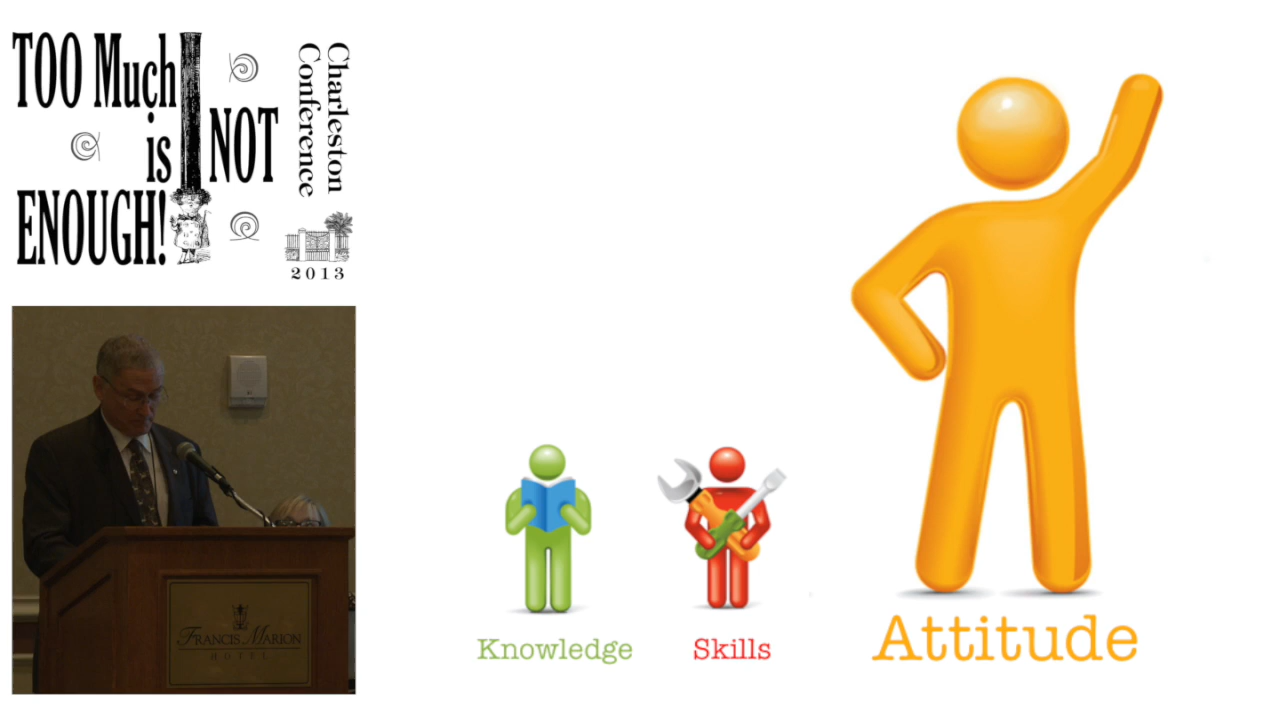 TOO Much
is NOT
ENOUGH!
Charleston
Conference
2013
FRANCIS MARION
HOTEL
Knowledge
Skills
Attitude